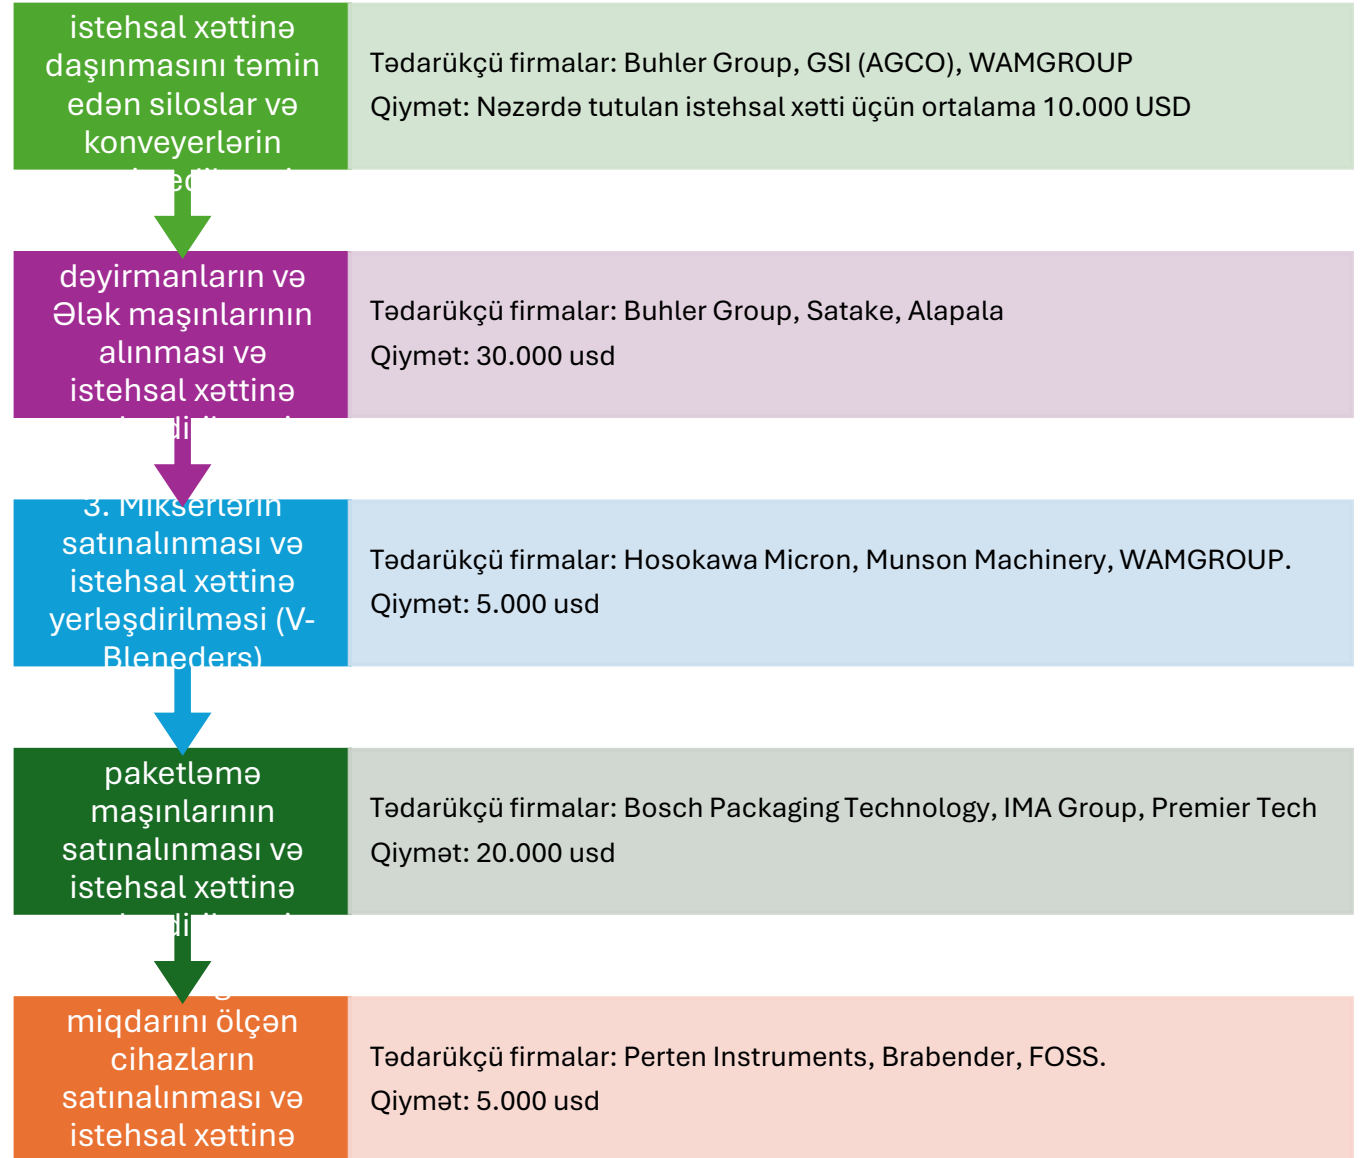 istehsal xəttinə
daşınmasını təmin
edən siloslar və
konveyerlərin
Tədarükçü firmalar: Buhler Group, GSI (AGCO), WAMGROUP
Qiymət: Nəzərdə tutulan istehsal xətti üçün ortalama 10.000 USD
dəyirmanların və
Ələk maşınlarının
alınması və
istehsal xəttinə
Tədarükçü firmalar: Buhler Group, Satake, Alapala
Qiymət: 30.000 usd
3. Mikserlərin
satınalınması və
istehsal xəttinə
yerləşdirilməsi (V-
Bleneders)
Tədarükçü firmalar: Hosokawa Micron, Munson Machinery, WAMGROUP.
Qiymət: 5.000 usd
paketləmə
maşınlarının
satınalınması və
istehsal xəttinə
Tədarükçü firmalar: Bosch Packaging Technology, IMA Group, Premier Tech
Qiymət: 20.000 usd
miqdarını ölçən
cihazların
satınalınması və
istehsal xəttinə
Tədarükçü firmalar: Perten Instruments, Brabender, FOSS.
Qiymət: 5.000 usd